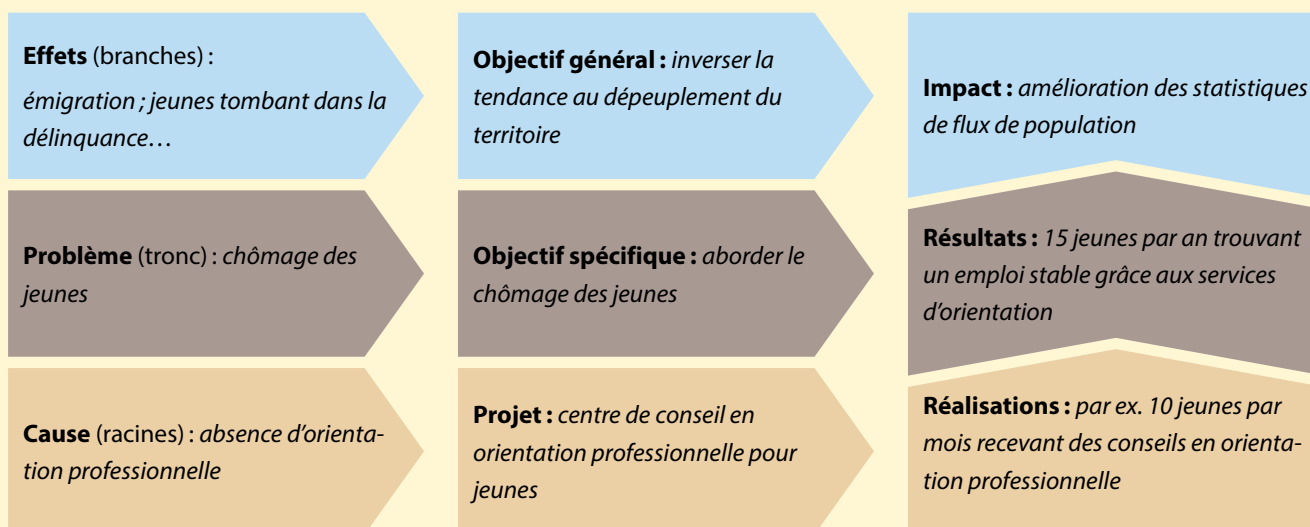 Effets (branches) :
émigration ; jeunes tombant dans la
délinquance…
Objectif général : inverser la
tendance au dépeuplement du
territoire
Impact : amélioration des statistiques
de flux de population
Problème (tronc) : chômage des
jeunes
Objectif spécifique : aborder le
chômage des jeunes
Résultats : 15 jeunes par an trouvant
un emploi stable grâce aux services
d’orientation
Cause (racines) : absence d’orienta-
tion professionnelle
Projet : centre de conseil en
orientation professionnelle pour
jeunes
Réalisations : par ex. 10 jeunes par
mois recevant des conseils en orienta-
tion professionnelle